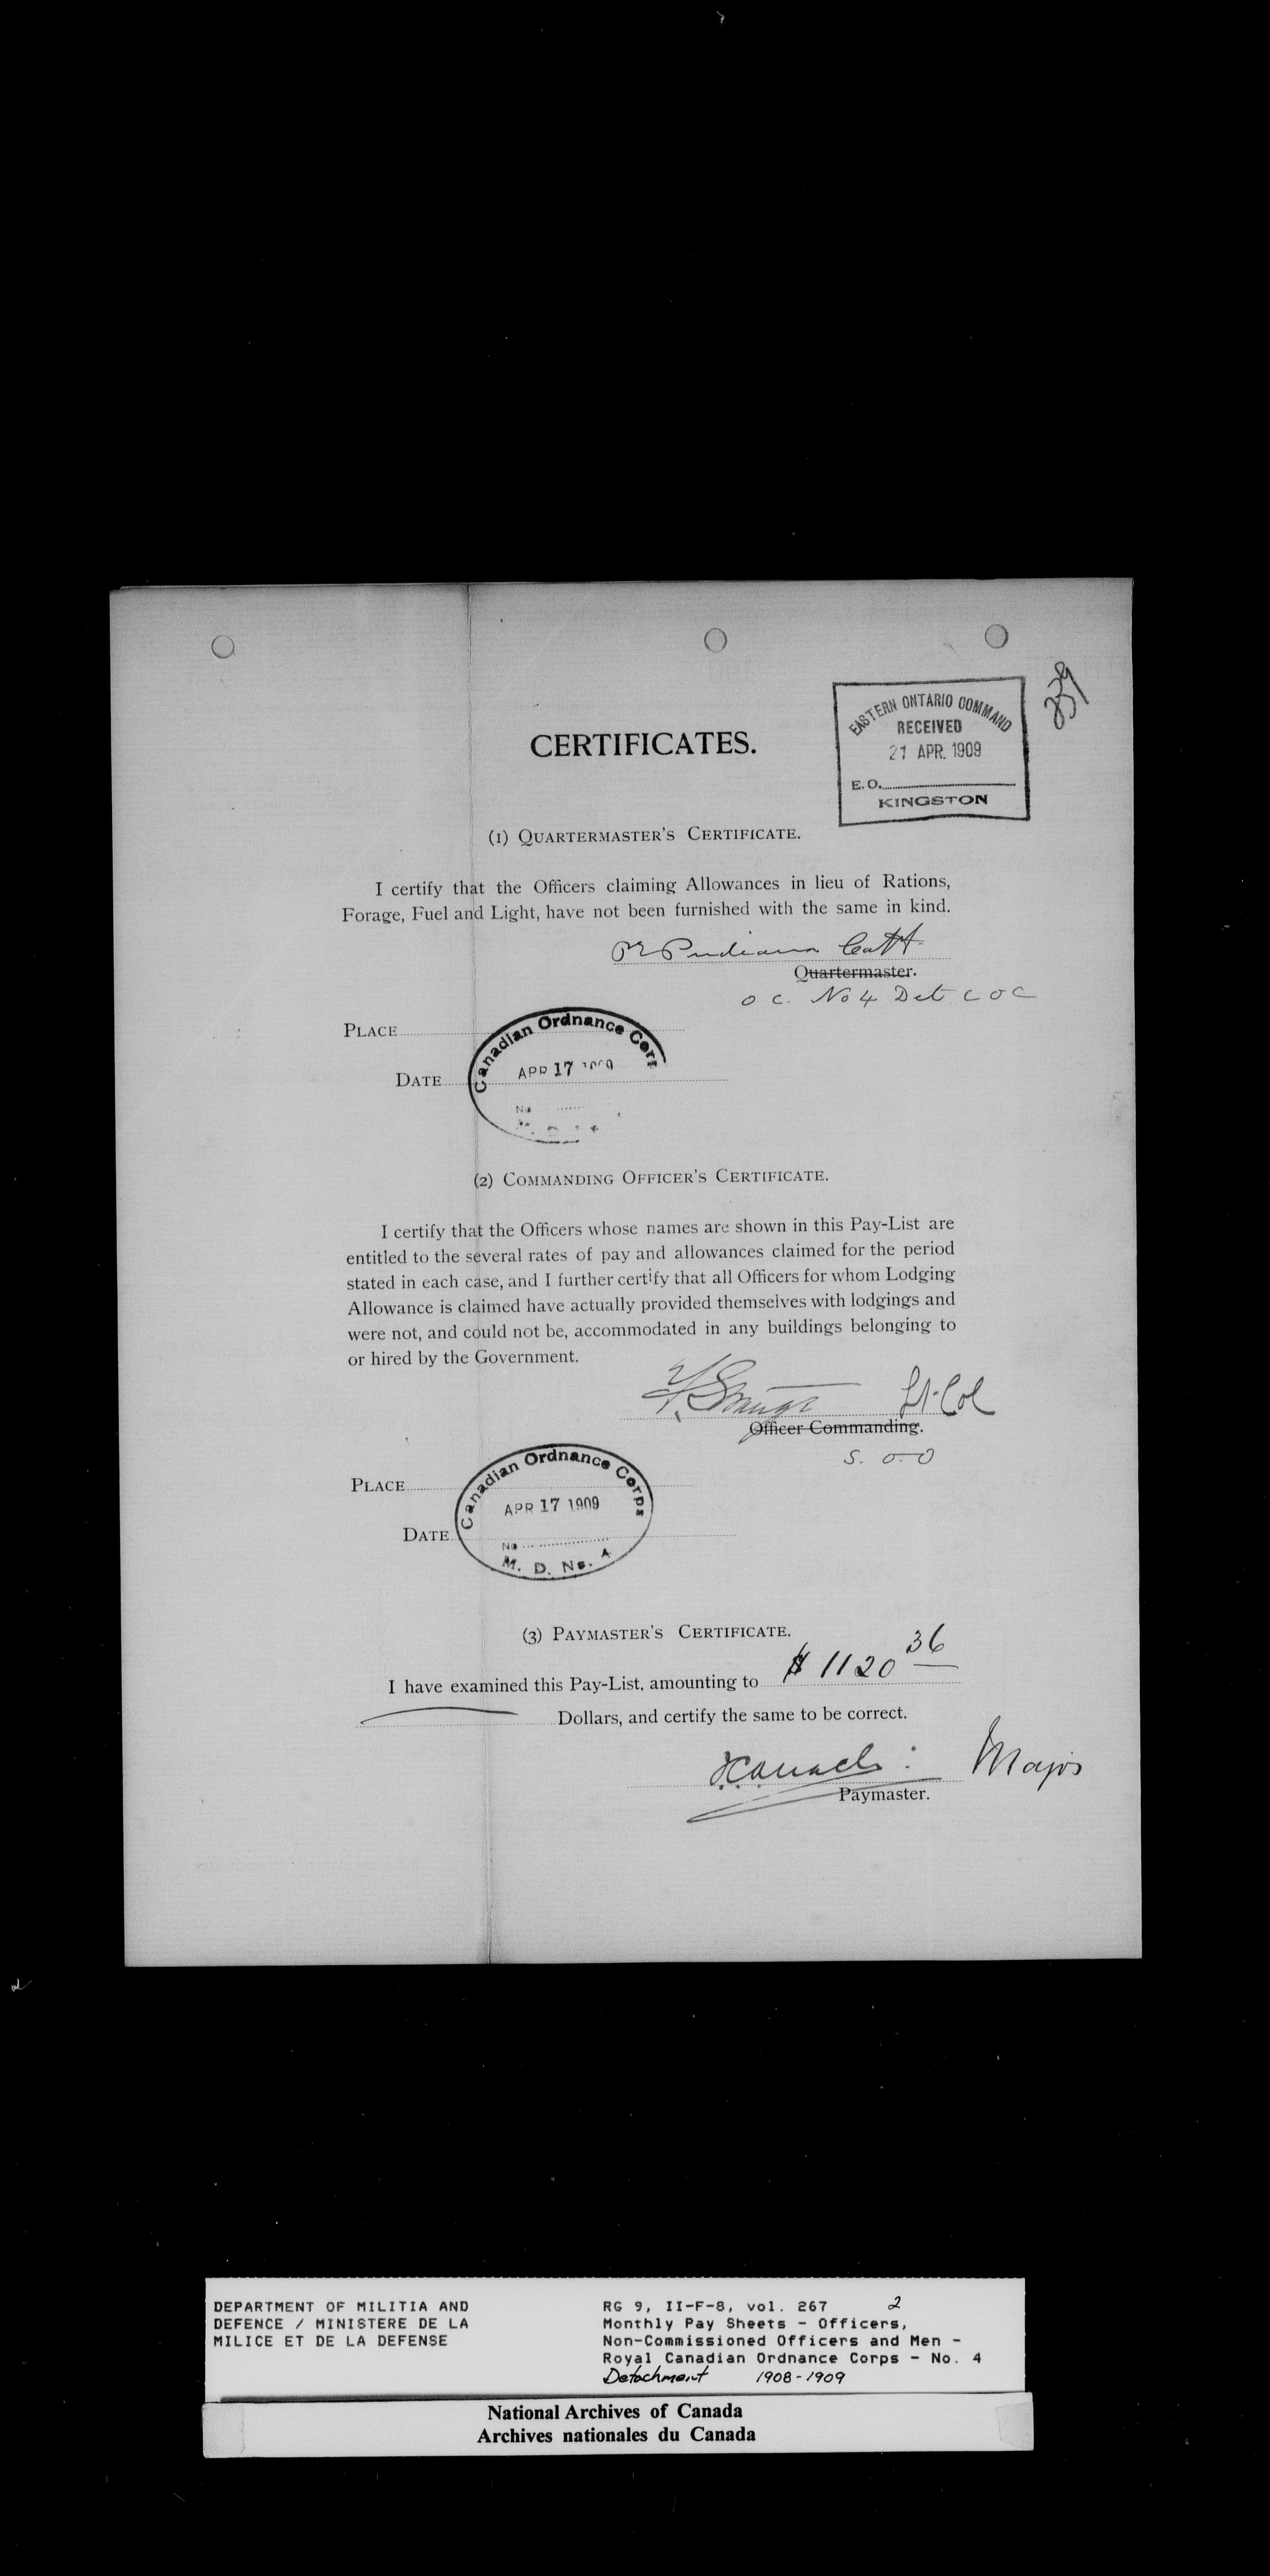 EASTERN ONTARIO COMMAND
RECEIVED
21 APR. 1909
E.O.
KINGSTON
CERTIFICATES.
(1) QUARTERMASTER'S CERTIFICATE.
I certify that the Officers claiming Allowances in lieu of Rations,
Forage, Fuel and Light, have not been furnished with the same in kind.
Quartermaster.
O C. No 4 Det C O C
PLACE
Canadian Ordnance Cor
APR 17 1909
DATE
No
(2) COMMANDING OFFICER'S CERTIFICATE.
I certify that the Officers whose names are shown in this Pay-List are
entitled to the several rates of pay and allowances claimed for the period
stated in each case, and I further certify that all Officers for whom Lodging
Allowance is claimed have actually provided themselves with lodgings and
were not, and could not be, accommodated in any buildings belonging to
or hired by the Government.
Lt. Col
Officer Commanding.
S. O. O
PLACE
Canadian Ordnance Corps
APR 17 1909
DATE
No
M. D. No. 4
(3) PAYMASTER'S CERTIFICATE.
I have examined this Pay-List, amounting to $ 1120 36
Dollars, and certify the same to be correct.
Major
Paymaster.
DEPARTMENT OF MILITIA AND
DEFENCE / MINISTERE DE LA
MILICE ET DE LA DEFENSE
RG 9, II-F-8, vol. 267 2
Monthly Pay Sheets - Officers,
Non-Commissioned Officers and Men -
Royal Canadian Ordnance Corps - No. 4
Detachment 1908-1909
National Archives of Canada
Archives nationales du Canada